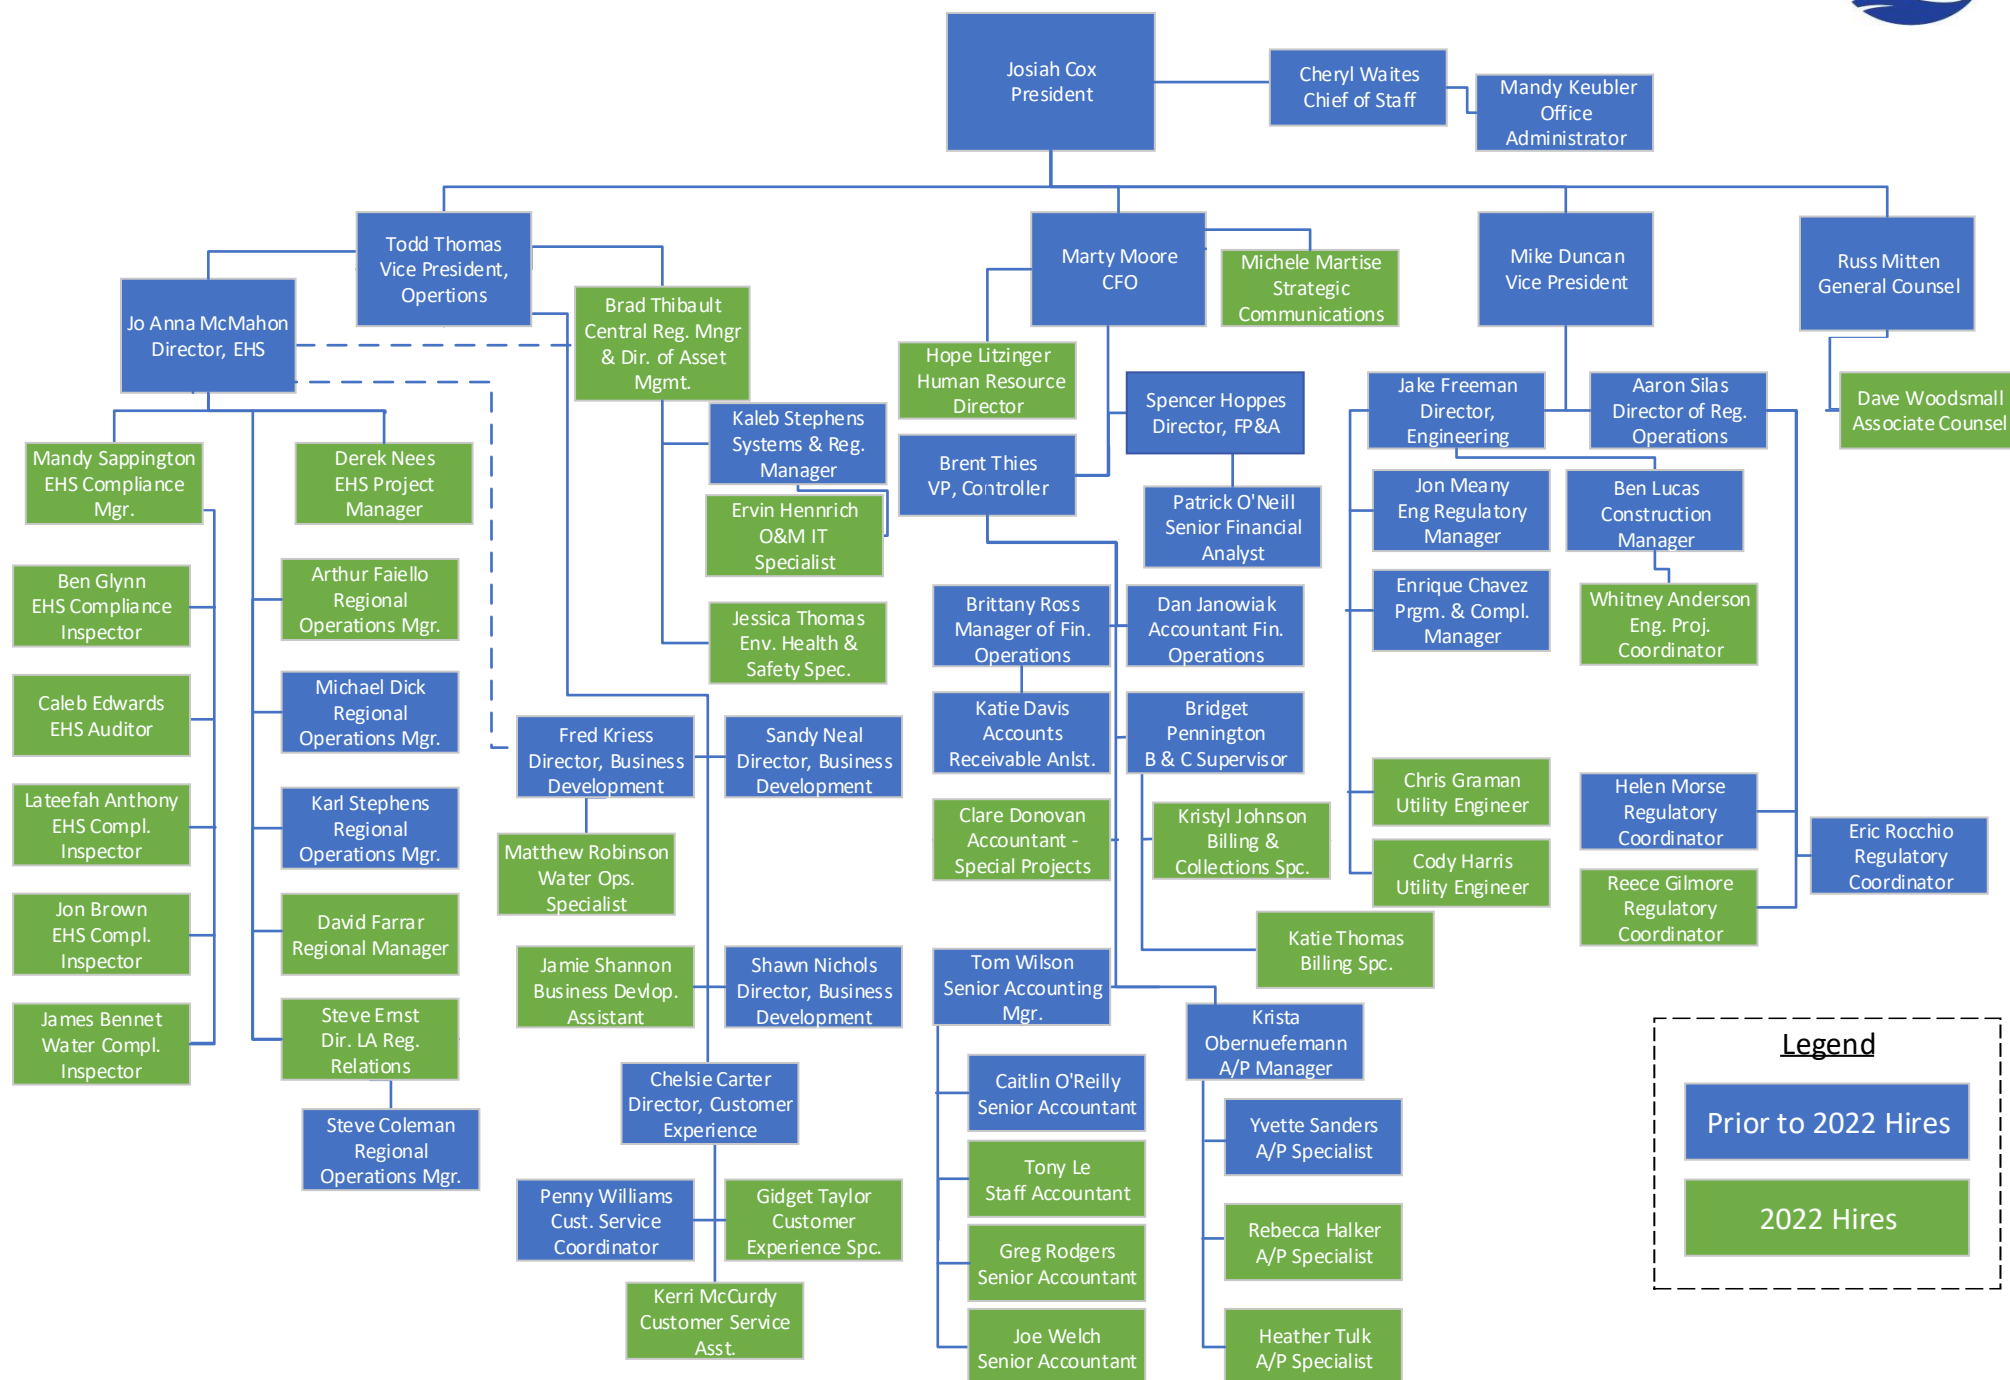 Josiah Cox
President
Cheryl Waites
Chief of Staff
Mandy Keubler
Office
Administrator
Todd Thomas
Vice President,
Opertions
Marty Moore
CFO
Mike Duncan
Vice President
Russ Mitten
General Counsel
Jo Anna McMahon
Director, EHS
Brad Thibault
Central Reg. Mngr
& Dir. of Asset
Mgmt.
Michele Martise
Strategic
Communications
Hope Litzinger
Human Resource
Director
Spencer Hoppes
Director, FP&A
Jake Freeman
Director,
Engineering
Aaron Silas
Director of Reg.
Operations
Dave Woodsmall
Associate Counsel
Mandy Sappington
EHS Compliance
Mgr.
Derek Nees
EHS Project
Manager
Kaleb Stephens
Systems & Reg.
Manager
Brent Thies
VP, Controller
Patrick O'Neill
Senior Financial
Analyst
Jon Meany
Eng Regulatory
Manager
Ben Lucas
Construction
Manager
Ervin Hennrich
O&M IT
Specialist
Ben Glynn
EHS Compliance
Inspector
Arthur Faiello
Regional
Operations Mgr.
Jessica Thomas
Env. Health &
Safety Spec.
Brittany Ross
Manager of Fin.
Operations
Dan Janowiak
Accountant Fin.
Operations
Enrique Chavez
Prgm. & Compl.
Manager
Whitney Anderson
Eng. Proj.
Coordinator
Caleb Edwards
EHS Auditor
Michael Dick
Regional
Operations Mgr.
Fred Kriess
Director, Business
Development
Sandy Neal
Director, Business
Development
Katie Davis
Accounts
Receivable Anlst.
Bridget
Pennington
B & C Supervisor
Lateefah Anthony
EHS Compl.
Inspector
Karl Stephens
Regional
Operations Mgr.
Matthew Robinson
Water Ops.
Specialist
Clare Donovan
Accountant -
Special Projects
Kristyl Johnson
Billing &
Collections Spc.
Chris Graman
Utility Engineer
Helen Morse
Regulatory
Coordinator
Eric Rocchio
Regulatory
Coordinator
Cody Harris
Utility Engineer
Reece Gilmore
Regulatory
Coordinator
Jon Brown
EHS Compl.
Inspector
David Farrar
Regional Manager
Katie Thomas
Billing Spc.
Jamie Shannon
Business Devlop.
Assistant
Shawn Nichols
Director, Business
Development
Tom Wilson
Senior Accounting
Mgr.
Krista
Obernuefemann
A/P Manager
James Bennet
Water Compl.
Inspector
Steve Ernst
Dir. LA Reg.
Relations
Steve Coleman
Regional
Operations Mgr.
Chelsie Carter
Director, Customer
Experience
Caitlin O'Reilly
Senior Accountant
Yvette Sanders
A/P Specialist
Penny Williams
Cust. Service
Coordinator
Gidget Taylor
Customer
Experience Spc.
Tony Le
Staff Accountant
Rebecca Halker
A/P Specialist
Greg Rodgers
Senior Accountant
Kerri McCurdy
Customer Service
Asst.
Joe Welch
Senior Accountant
Heather Tulk
A/P Specialist
Legend
Prior to 2022 Hires
2022 Hires